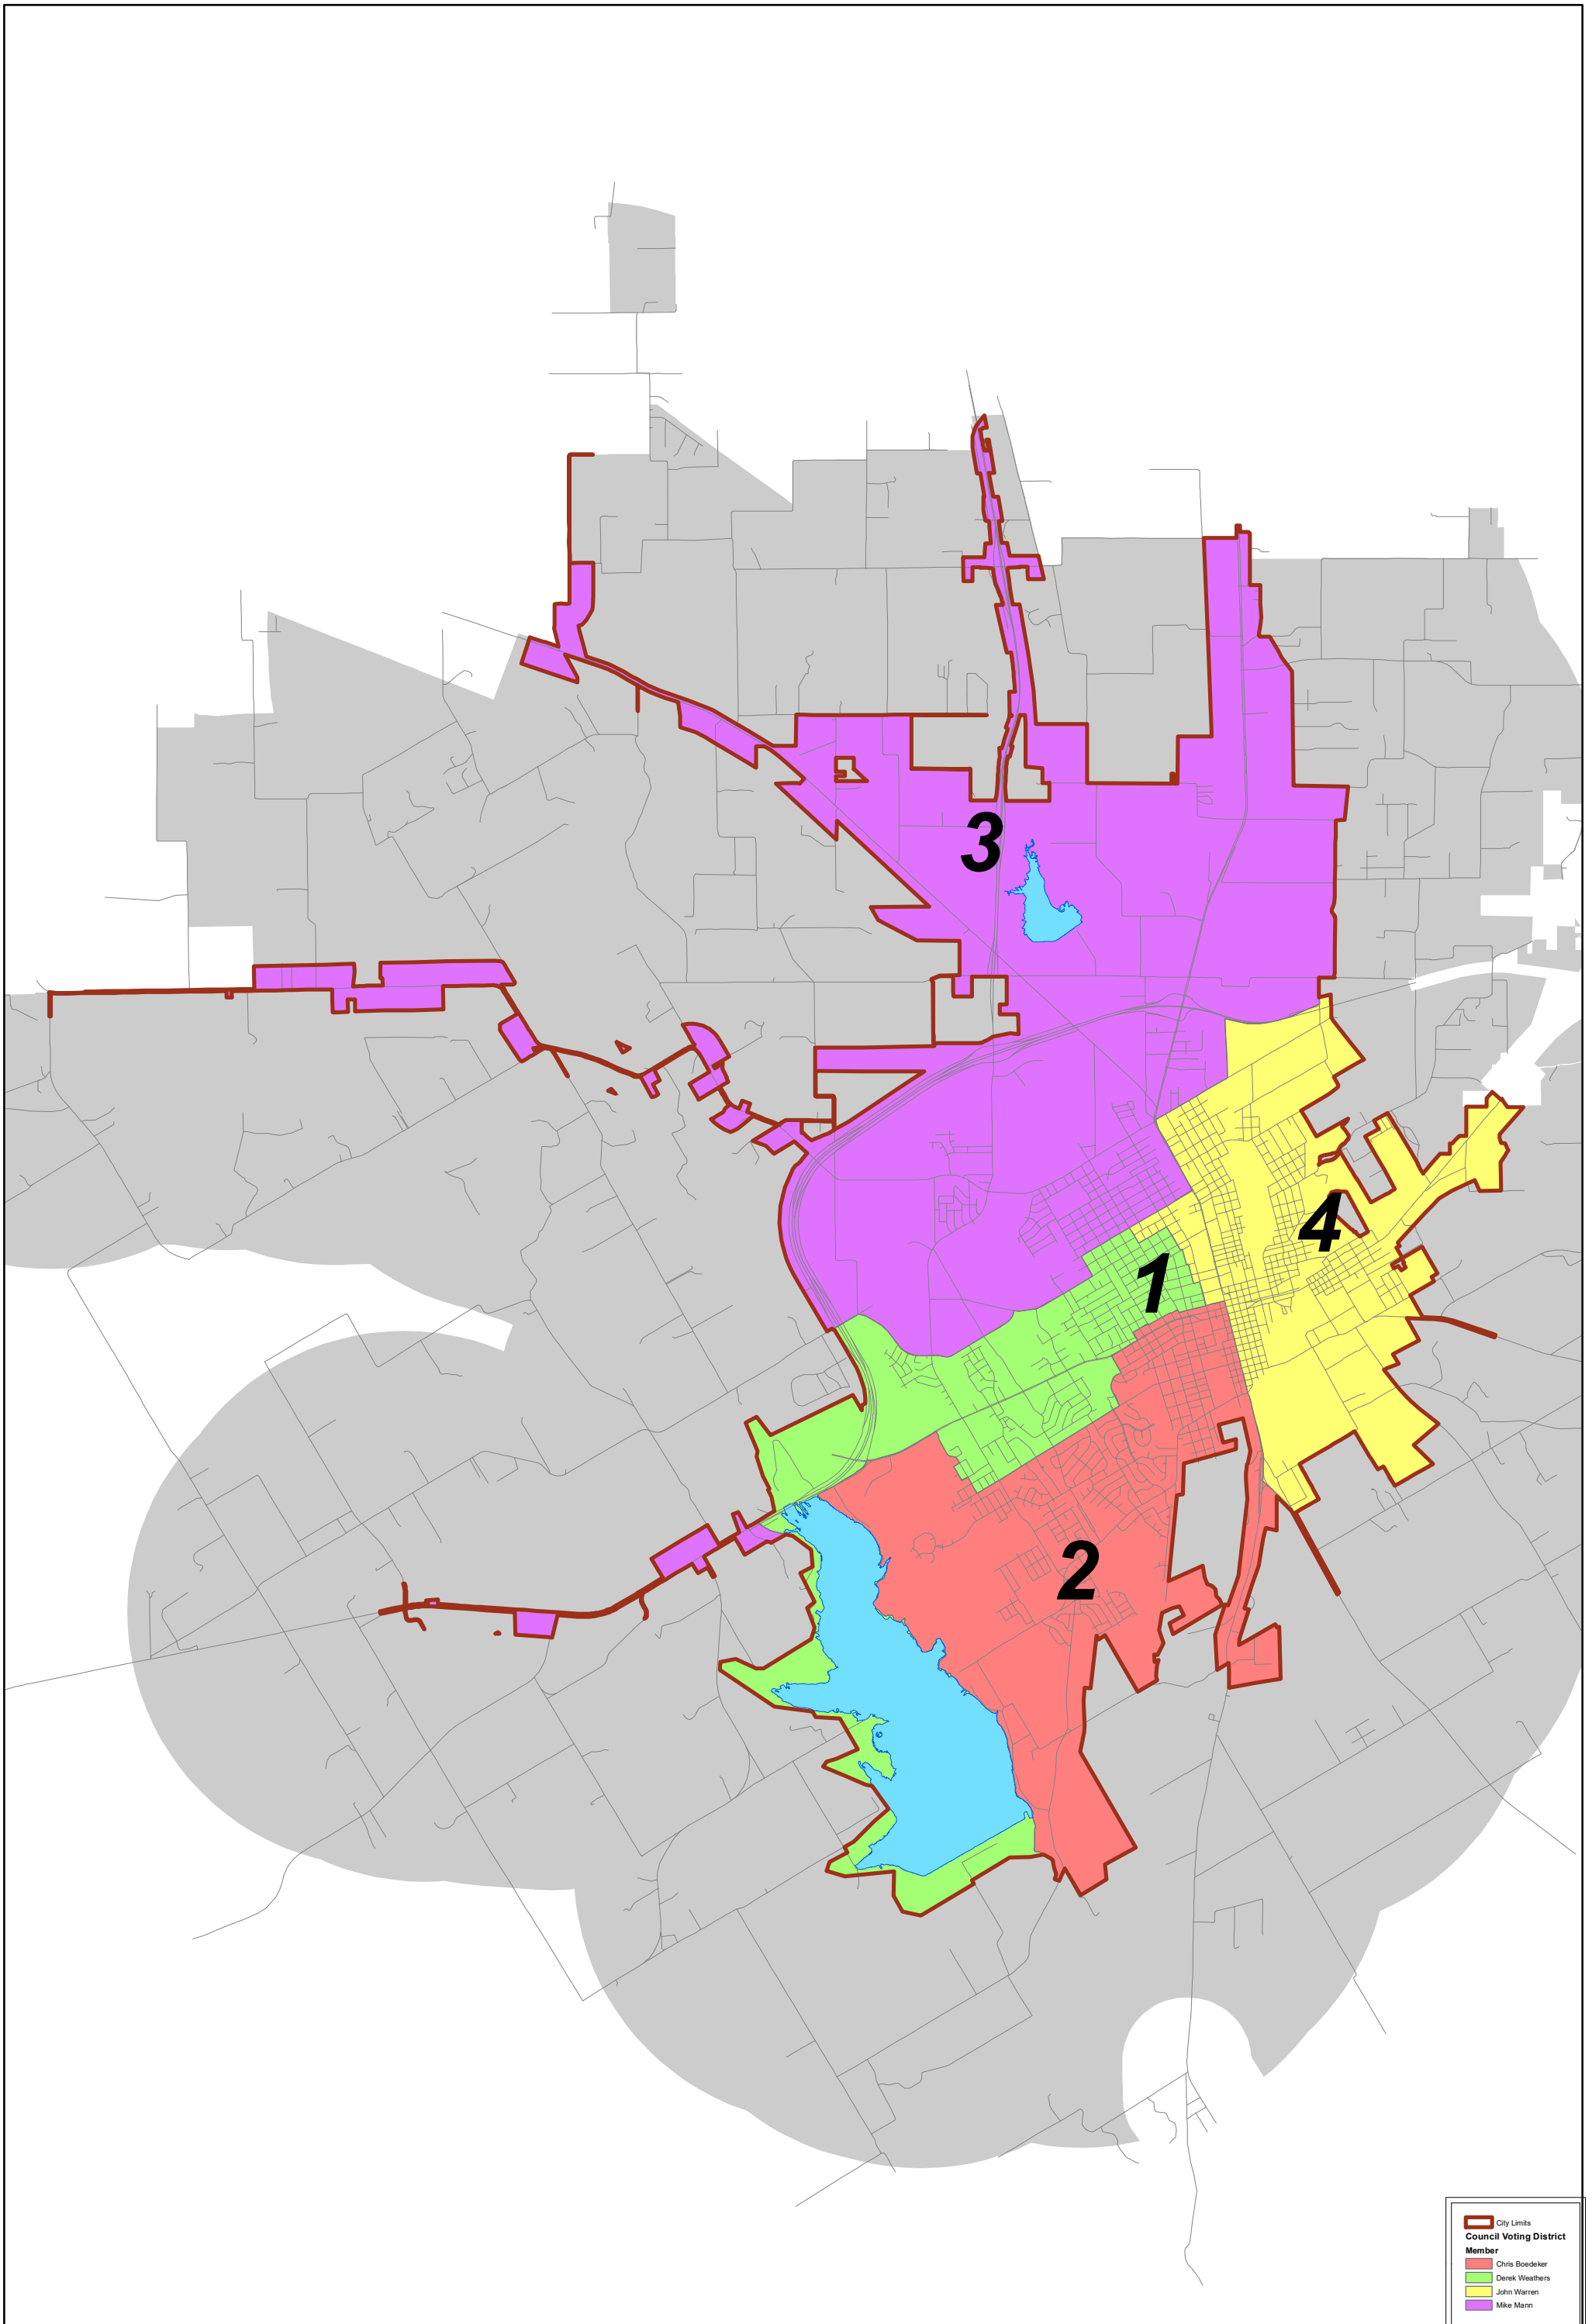 3
4
1
2
City Limits
Council Voting District
Member
Chris Boedeker
Derek Weathers
John Warren
Mike Mann